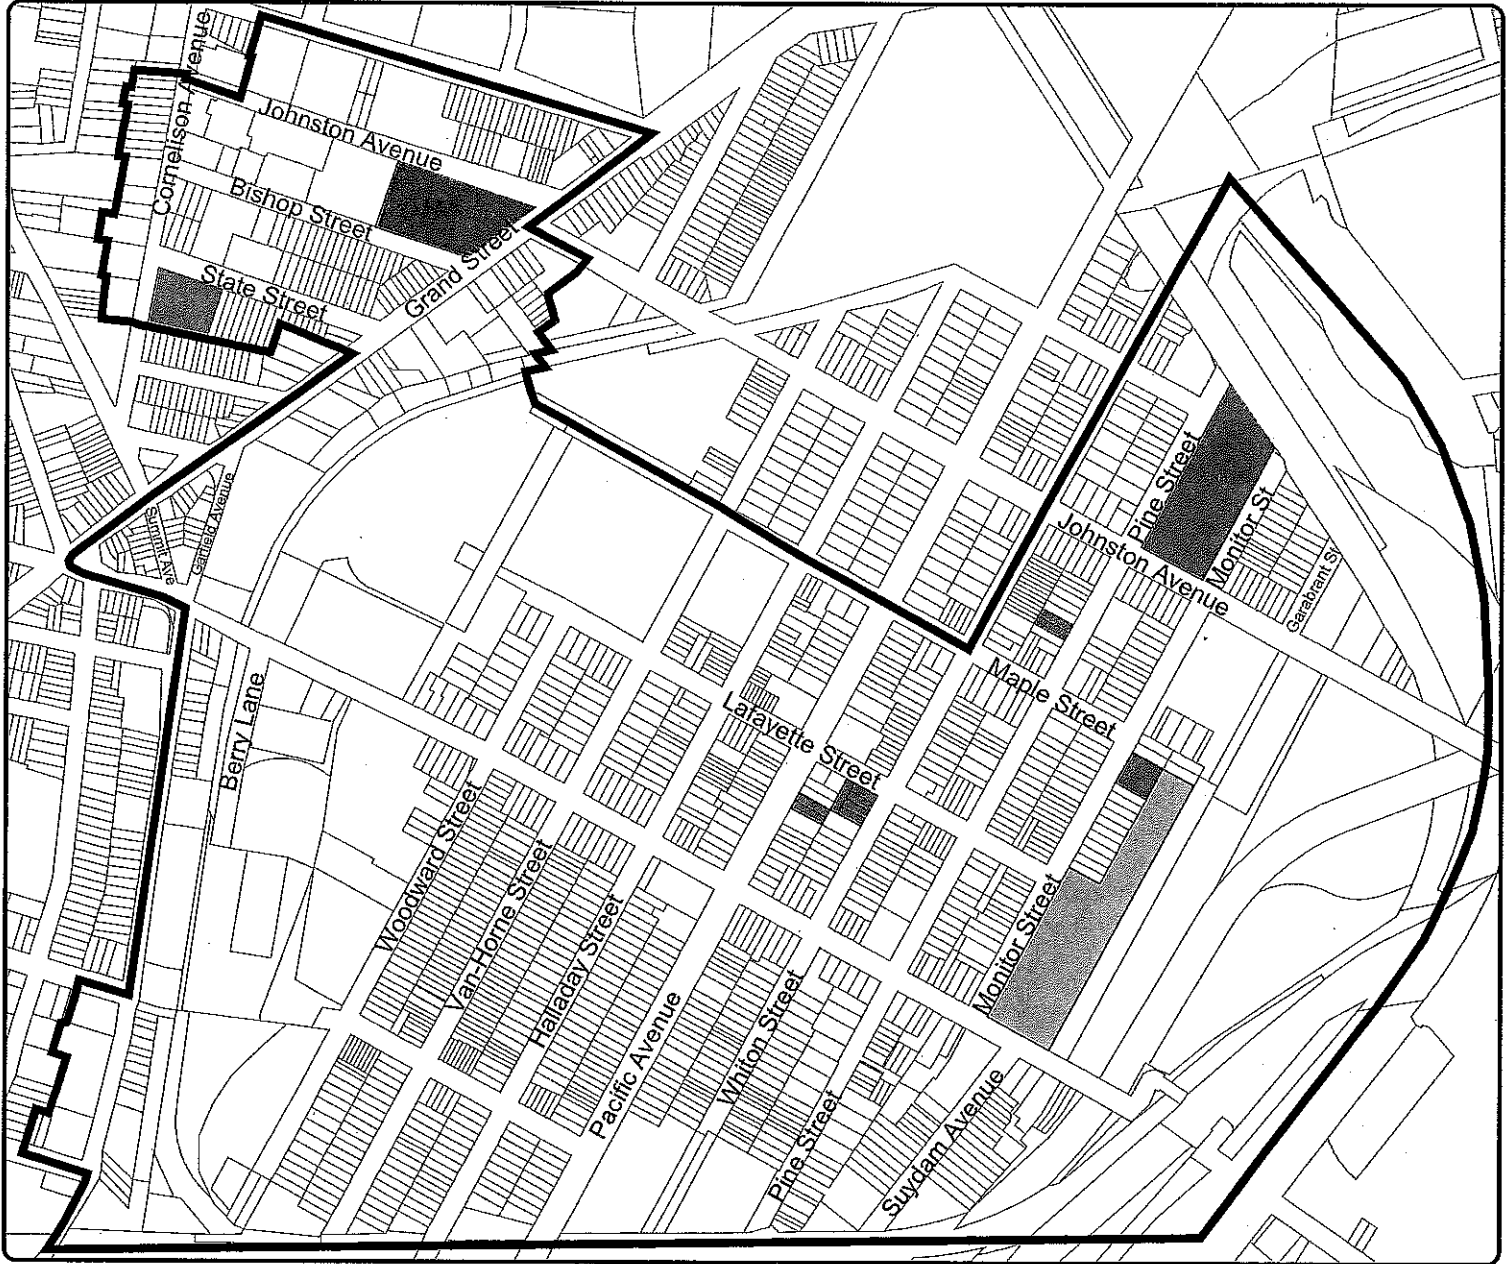 Cornelison Avenue
Johnston Avenue
Bishop Street
State Street
Grand Street
Summit Ave
Garfield Avenue
Pine Street
Monitor St
Johnston Avenue
Garabrant St
Maple Street
Berry Lane
Lafayette Street
Woodward Street
Van-Horne Street
Halladay Street
Pacific Avenue
Whiton Street
Monitor Street
Pine Street
Suydam Avenue